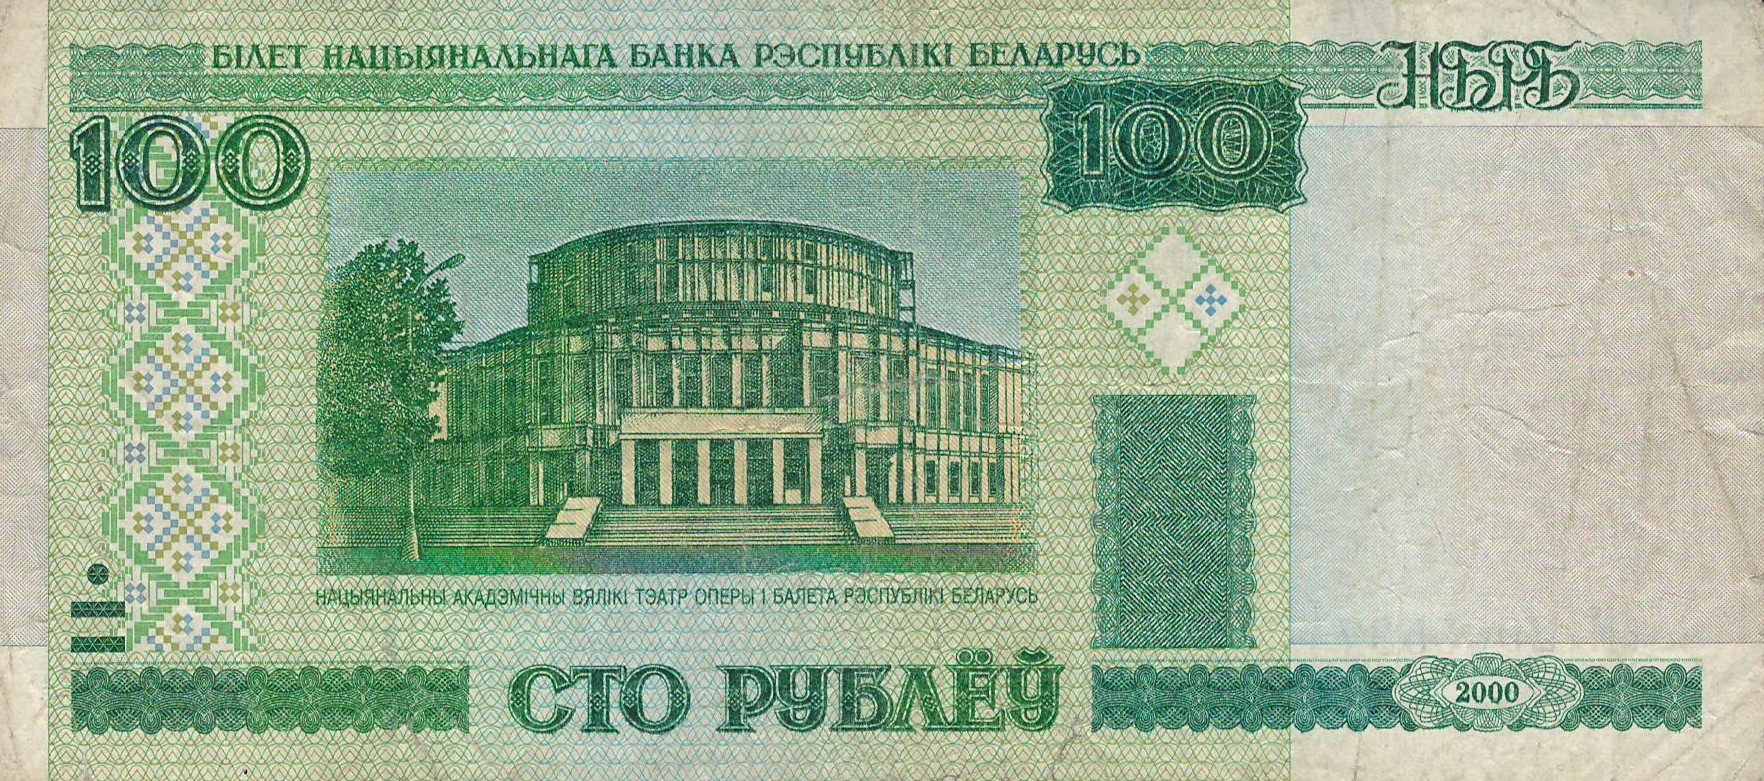 БІЛЕТ НАЦЫЯНАЛЬНАГА БАНКА РЭСПУБЛІКІ БЕЛАРУСЬ
НБРБ
100
100
НАЦЫЯНАЛЬНЫ АКАДЭМІЧНЫ ВЯЛІКІ ТЭАТР ОПЕРЫ І БАЛЕТА РЭСПУБЛІКІ БЕЛАРУСЬ
СТО РУБЛЁЎ
2000